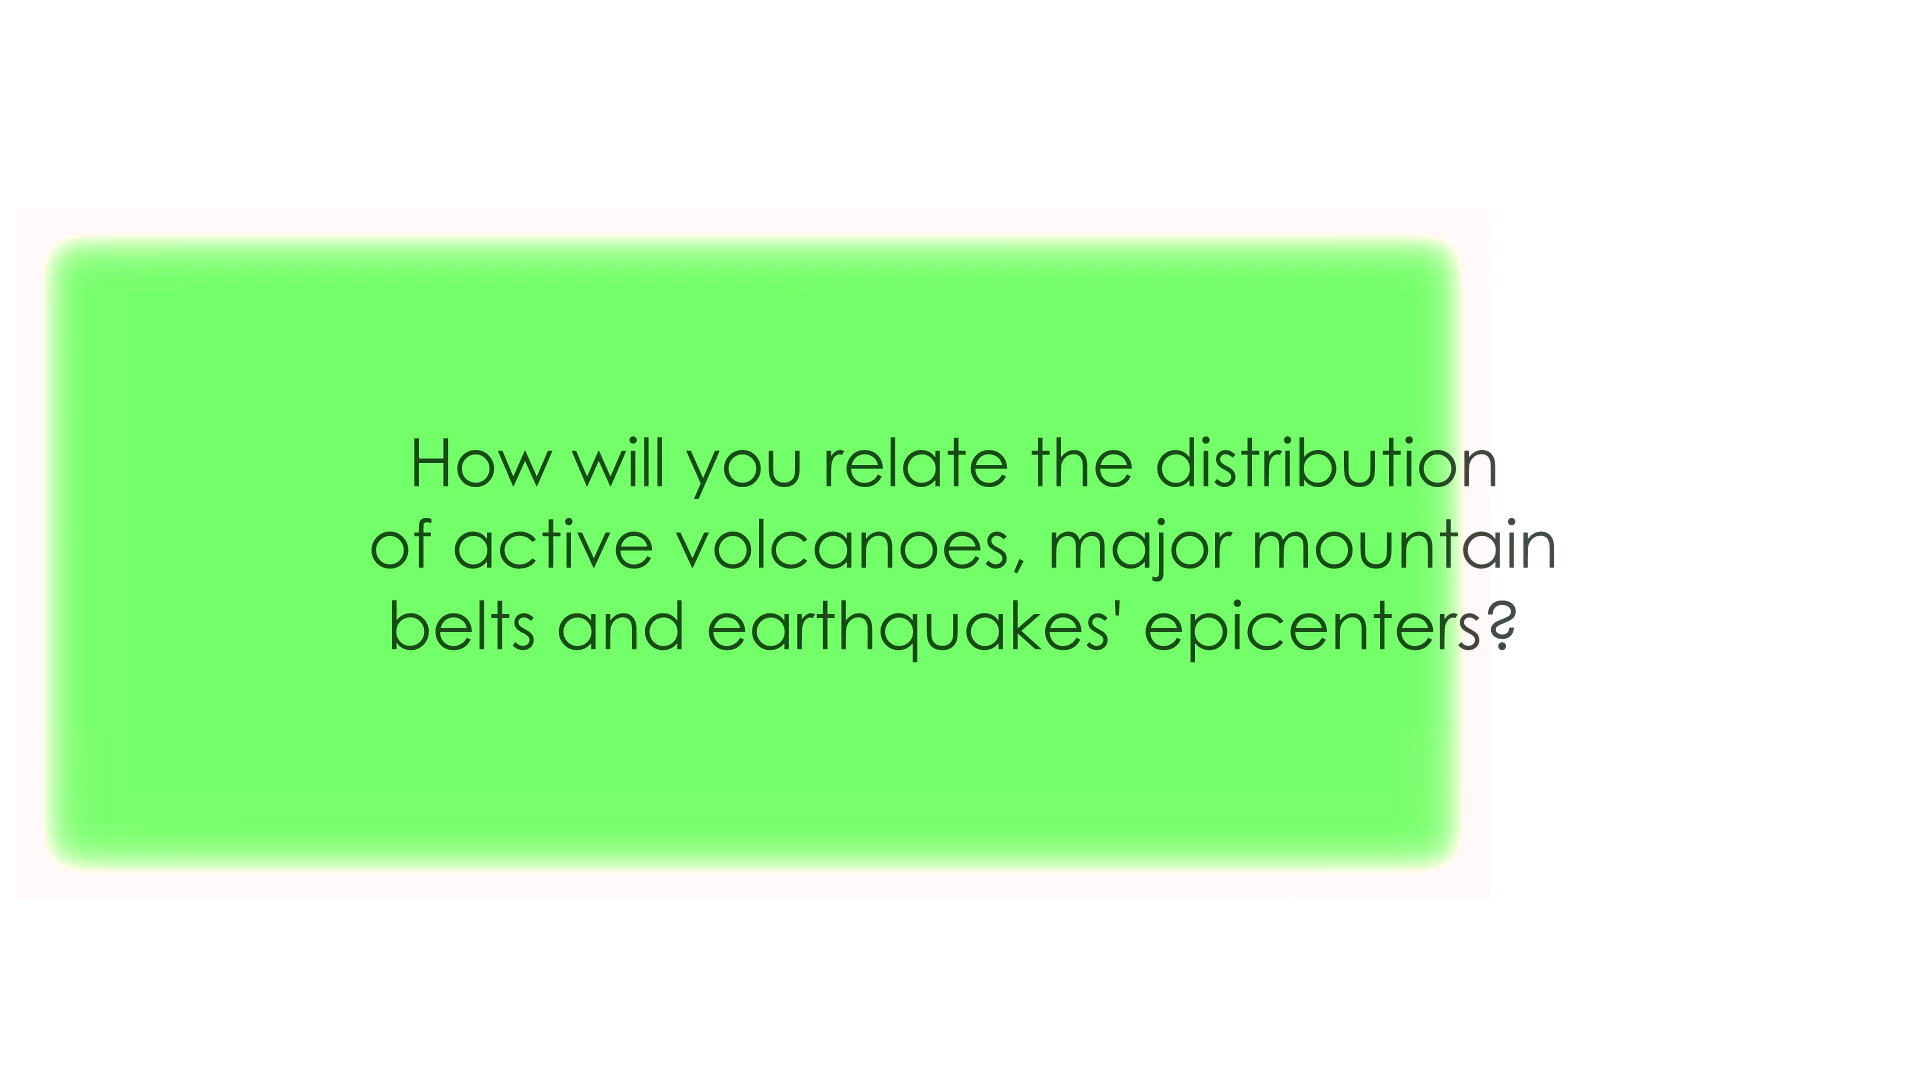 How will you relate the distribution
of active volcanoes, major mountain
belts and earthquakes' epicenters?